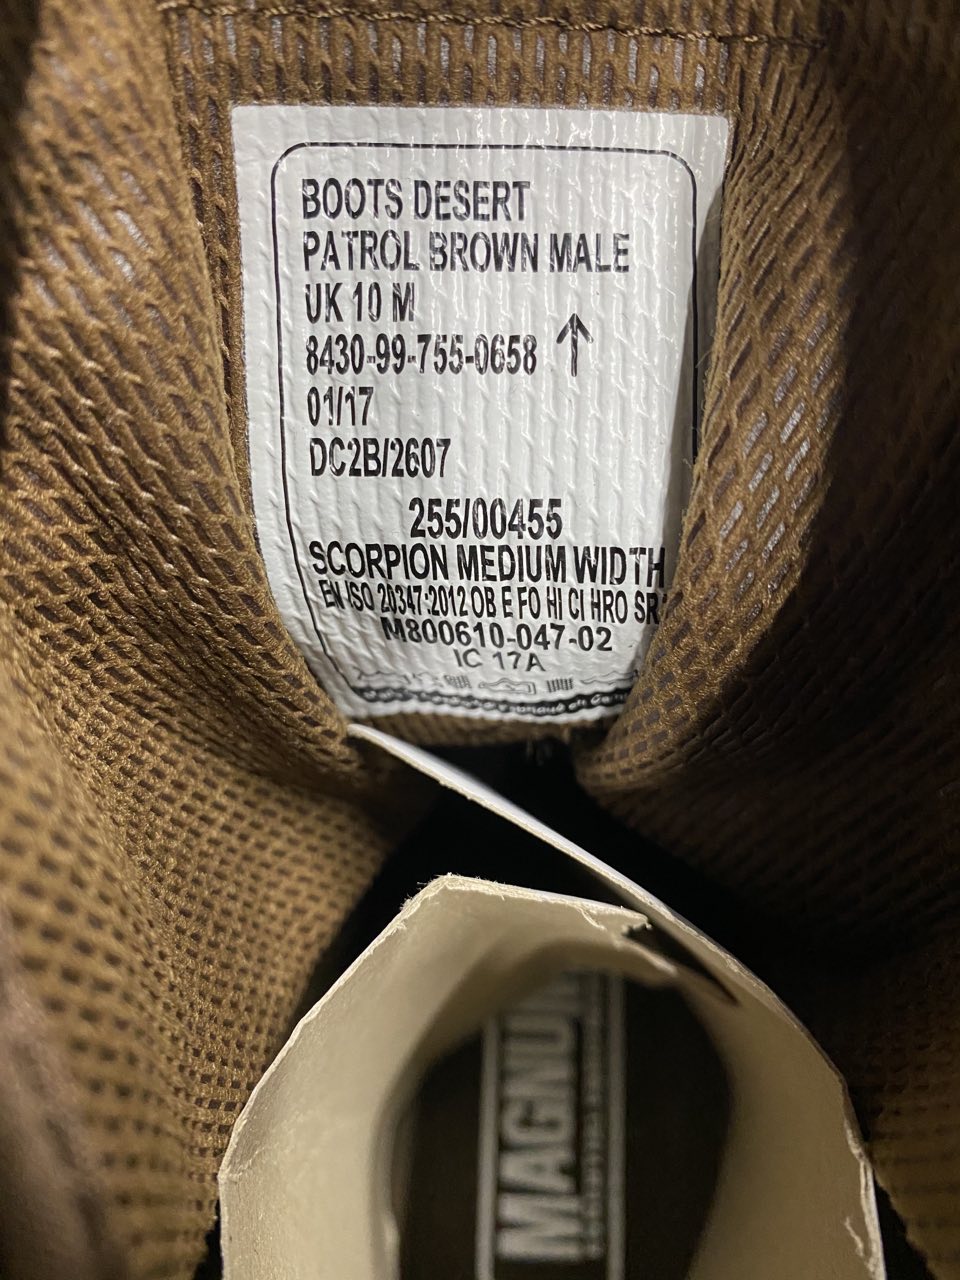 BOOTS DESERT
PATROL BROWN MALE
UK 10 M
8430-99-755-0658 ↑
01/17
DC2B/2607
255/00455
SCORPION MEDIUM WIDTH
EN ISO 20347:2012 OB E FO HI CI HRO SR
M800610-047-02
IC 17A
MAGNUM